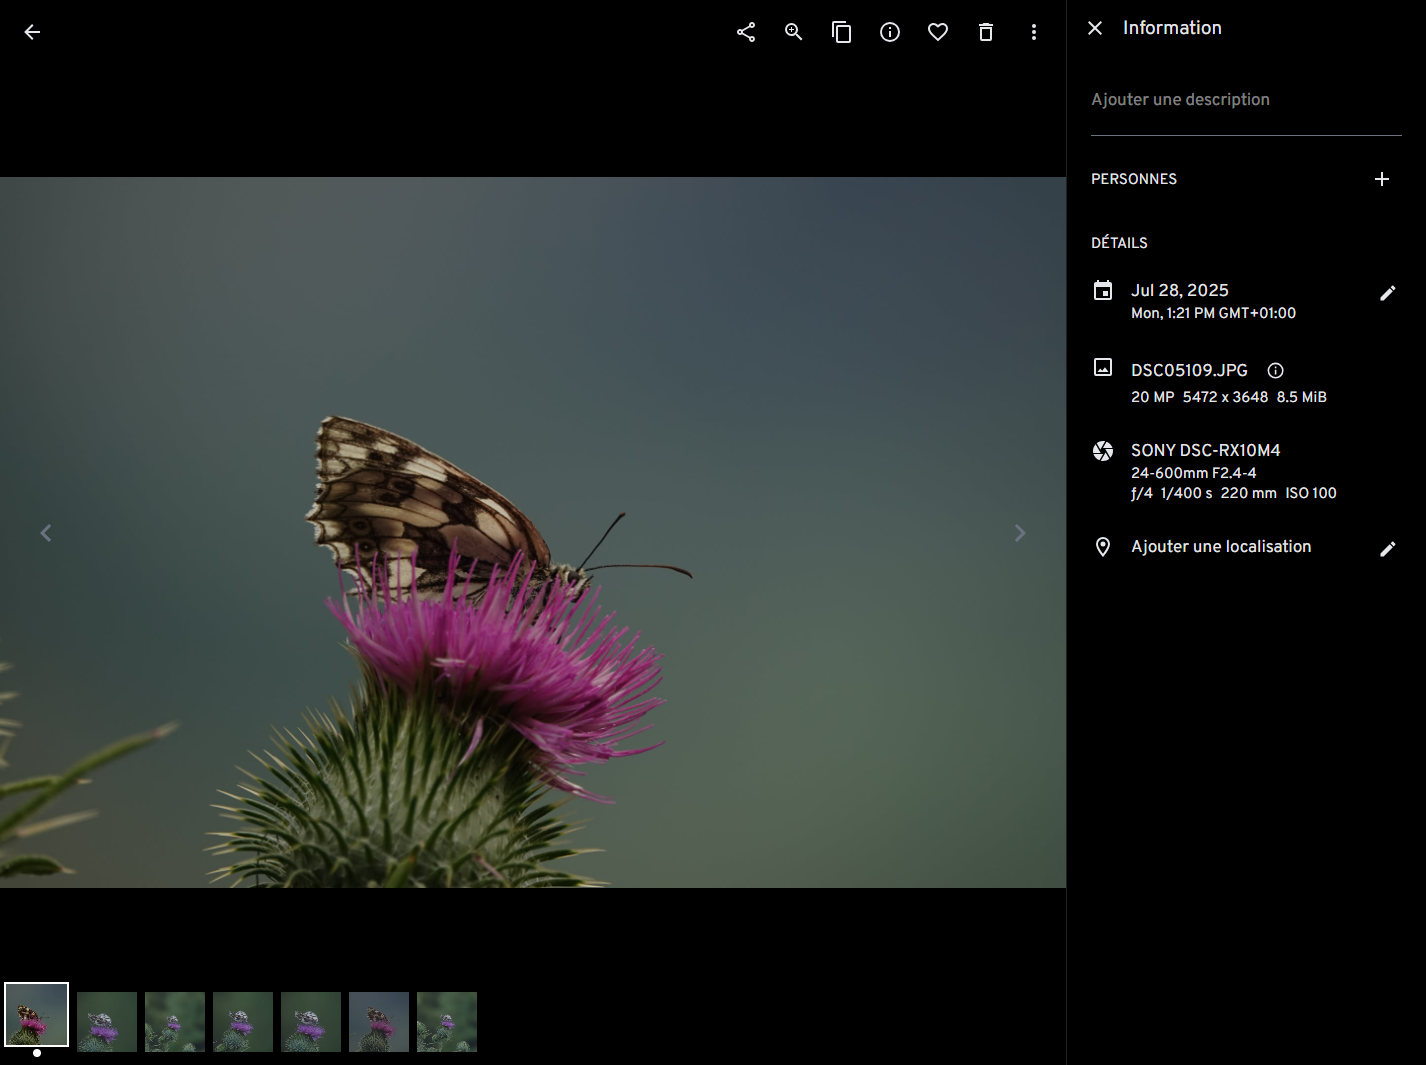 Information
Ajouter une description
PERSONNES
DÉTAILS
Jul 28, 2025
Mon, 1:21 PM GMT+01:00
DSC05109.JPG
20 MP 5472 x 3648 8.5 MiB
SONY DSC-RX10M4
24-600mm F2.4-4
ƒ/4 1/400 s 220 mm ISO 100
Ajouter une localisation